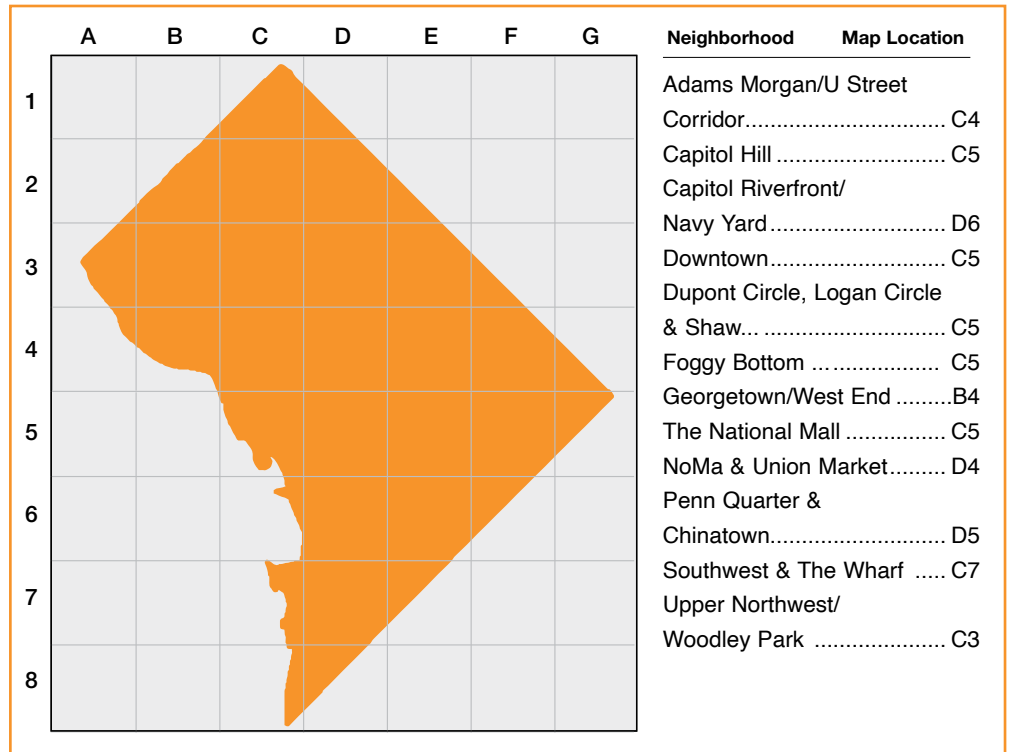 A B C D E F G
1
2
3
4
5
6
7
8
Neighborhood Map Location
Adams Morgan/U Street
Corridor................................ C4
Capitol Hill ........................... C5
Capitol Riverfront/
Navy Yard............................ D6
Downtown............................ C5
Dupont Circle, Logan Circle
& Shaw... ............................. C5
Foggy Bottom ... ................. C5
Georgetown/West End .........B4
The National Mall ................ C5
NoMa & Union Market......... D4
Penn Quarter &
Chinatown............................ D5
Southwest & The Wharf ..... C7
Upper Northwest/
Woodley Park ..................... C3